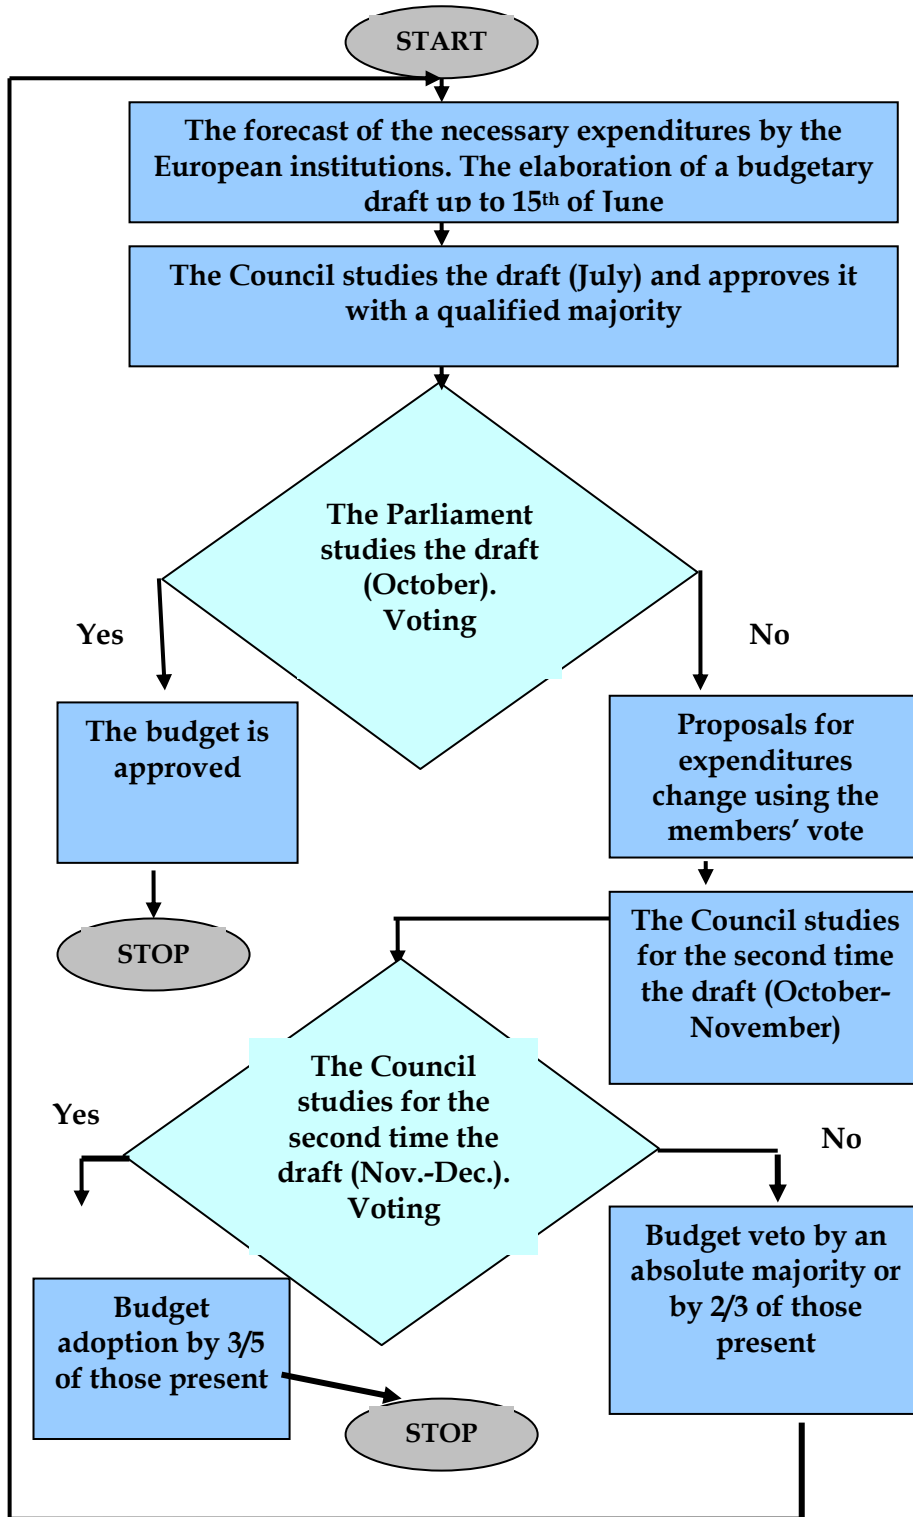 START
The forecast of the necessary expenditures by the
European institutions. The elaboration of a budgetary
draft up to 15th of June
The Council studies the draft (July) and approves it
with a qualified majority
The Parliament
studies the draft
(October).
Voting
Yes
No
The budget is
approved
Proposals for
expenditures
change using the
members’ vote
STOP
The Council studies
for the second time
the draft (October-
November)
The Council
studies for the
second time the
draft (Nov.-Dec.).
Voting
Yes
No
Budget veto by an
absolute majority or
by 2/3 of those
present
Budget
adoption by 3/5
of those present
STOP